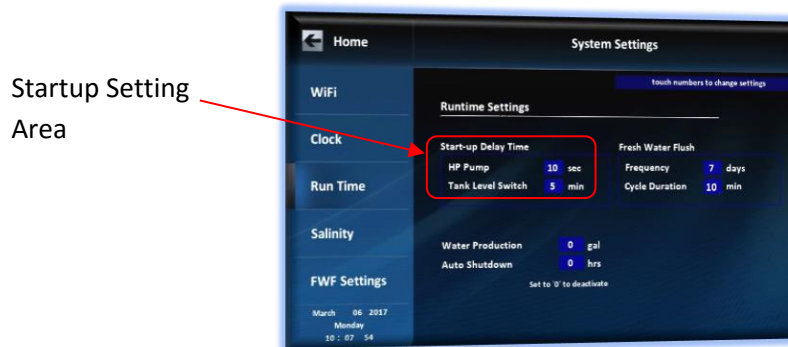 Startup Setting
Area
Home
System Settings
touch numbers to change settings
WiFi
Clock
Run Time
Salinity
FWF Settings
March 06 2017
Monday
10 : 07 54
Runtime Settings
Start-up Delay Time
HP Pump 10 sec
Tank Level Switch 5 min
Fresh Water Flush
Frequency 7 days
Cycle Duration 10 min
Water Production 0 gal
Auto Shutdown 0 hrs
Set to '0' to deactivate